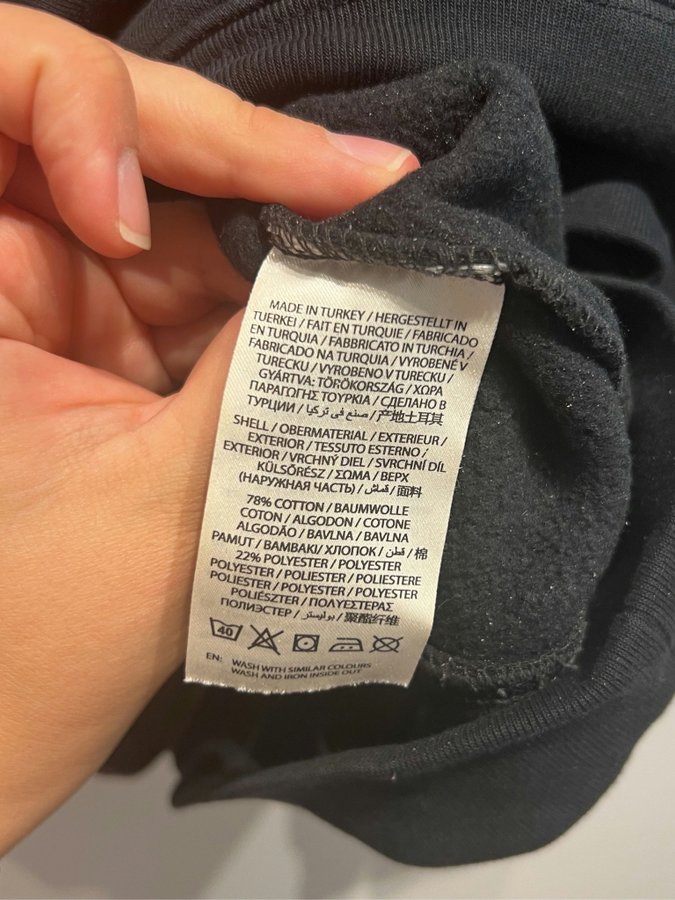 MADE IN TURKEY / HERGESTELLT IN
TUERKEI / FAIT EN TURQUIE / FABRICADO
EN TURQUIA / FABBRICATO IN TURCHIA /
FABRICADO NA TURQUIA / VYROBENÉ V
TURECKU / VYROBENO V TURECKU /
GYÁRTVA: TÖRÖKORSZÁG / ΧΩΡΑ
ΠΑΡΑΓΩΓΗΣ ΤΟΥΡΚΙΑ / СДЕЛАНО В
ТУРЦИИ / صنع في تركيا / 产地土耳其
SHELL / OBERMATERIAL / EXTERIEUR /
EXTERIOR / TESSUTO ESTERNO /
EXTERIOR / VRCHNÝ DIEL / SVRCHNÍ DÍL
KÜLSŐRÉSZ / ΣΩΜΑ / ВЕРХ
(НАРУЖНАЯ ЧАСТЬ) / قماش / 面料
78% COTTON / BAUMWOLLE
COTON / ALGODON / COTONE
ALGODÃO / BAVLNA / BAVLNA
PAMUT / ΒΑΜΒΑΚΙ / ХЛОПОК / قطن / 棉
22% POLYESTER / POLYESTER
POLYESTER / POLIESTER / POLIESTERE
POLIESTER / POLYESTER / POLYESTER
POLIÉSZTER / ΠΟΛΥΕΣΤΕΡΑΣ
ПОЛИЭСТЕР / بوليستر / 聚酯纤维
40
EN: WASH WITH SIMILAR COLOURS
WASH AND IRON INSIDE OUT